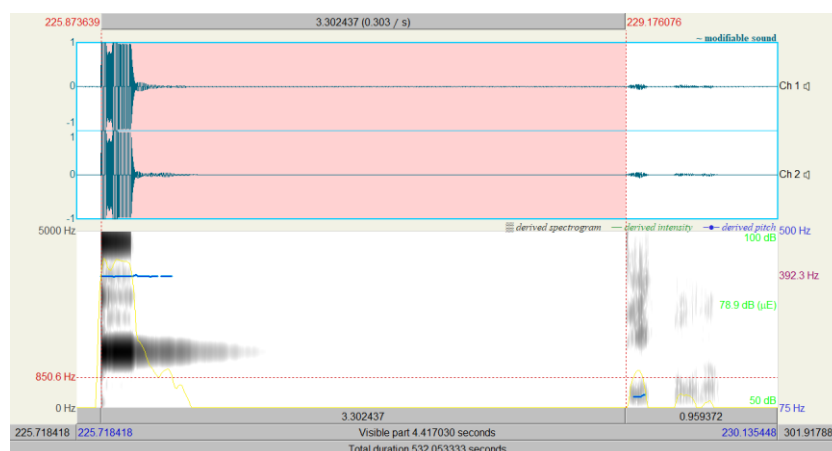 225.873639 3.302437 (0.303 / s) 229.176076
~ modifiable sound
1
0 Ch 1
-1
1
0 Ch 2
-1
5000 Hz derived spectrogram derived intensity derived pitch 500 Hz
100 dB
392.3 Hz
78.9 dB (µE)
850.6 Hz
50 dB
0 Hz 75 Hz
3.302437 0.959372
225.718418 225.718418 Visible part 4.417030 seconds 230.135448 301.91788
Total duration 532.053333 seconds